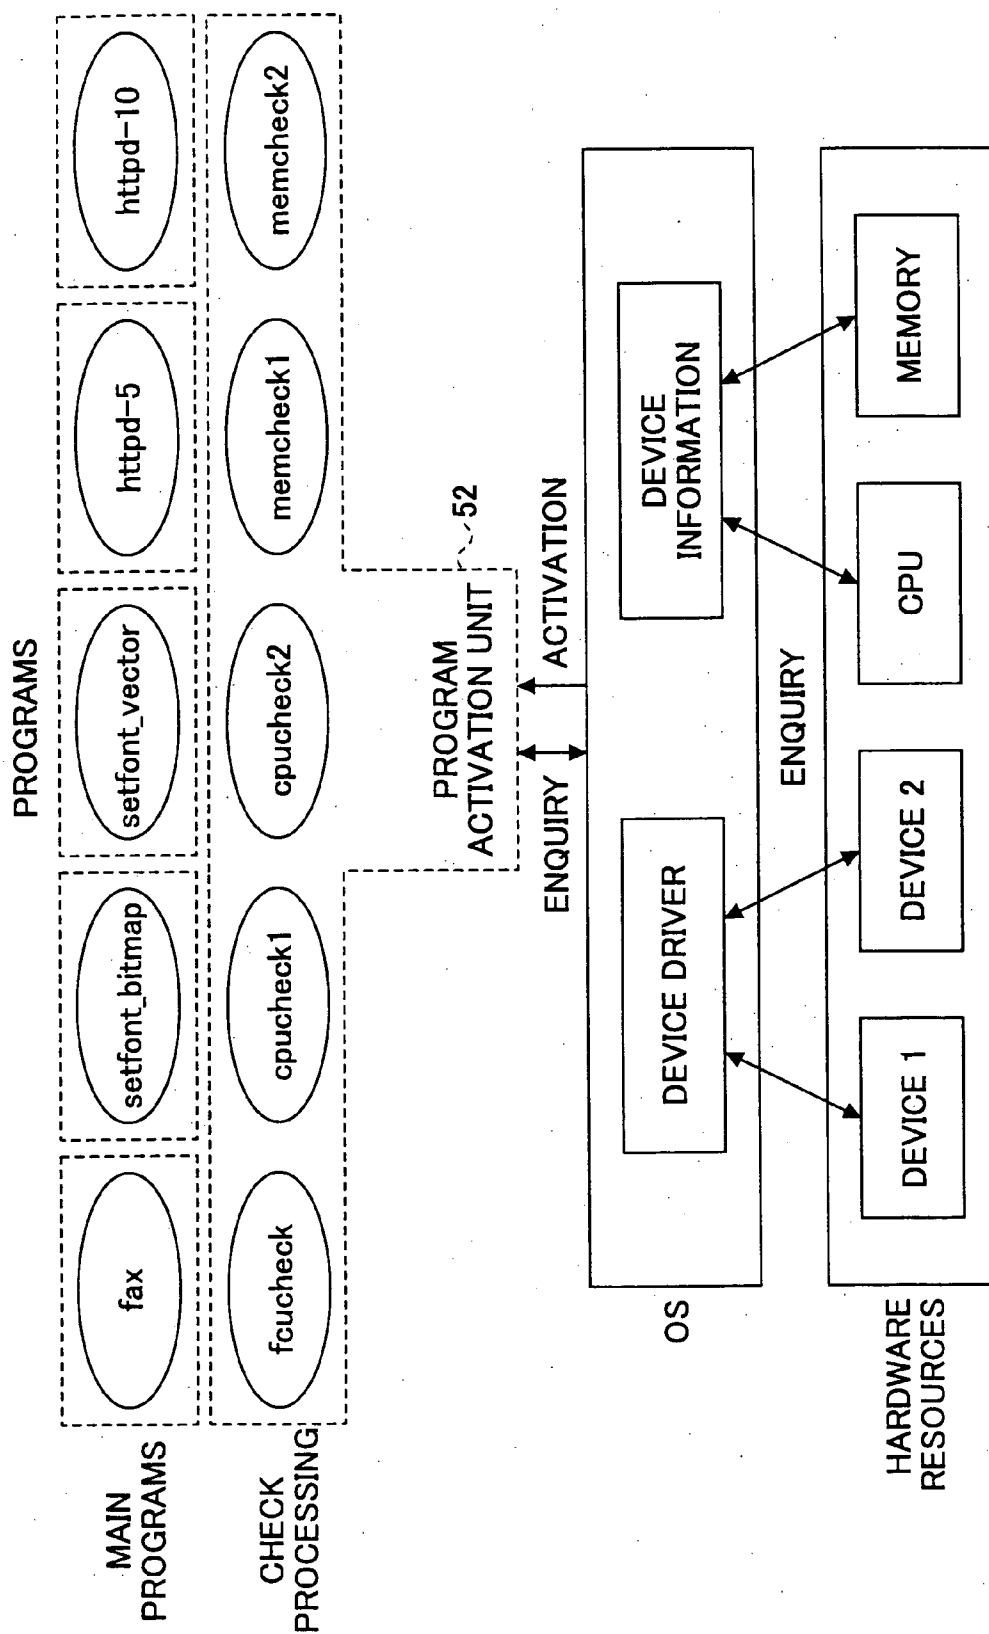 PROGRAMS
MAIN
PROGRAMS
fax
setfont_bitmap
setfont_vector
httpd-5
httpd-10
CHECK
PROCESSING
fcucheck
cpucheck1
cpucheck2
memcheck1
memcheck2
PROGRAM
ACTIVATION UNIT
52
ENQUIRY
ACTIVATION
OS
DEVICE DRIVER
DEVICE
INFORMATION
ENQUIRY
HARDWARE
RESOURCES
DEVICE 1
DEVICE 2
CPU
MEMORY